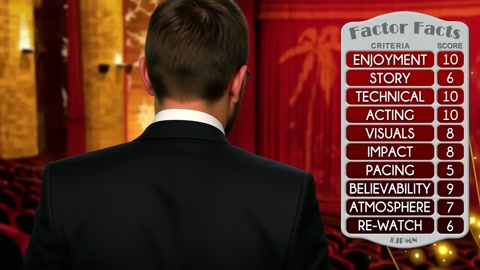 Factor Facts
CRITERIA SCORE
ENJOYMENT 10
STORY 6
TECHNICAL 10
ACTING 10
VISUALS 8
IMPACT 8
PACING 5
BELIEVABILITY 9
ATMOSPHERE 7
RE-WATCH 6